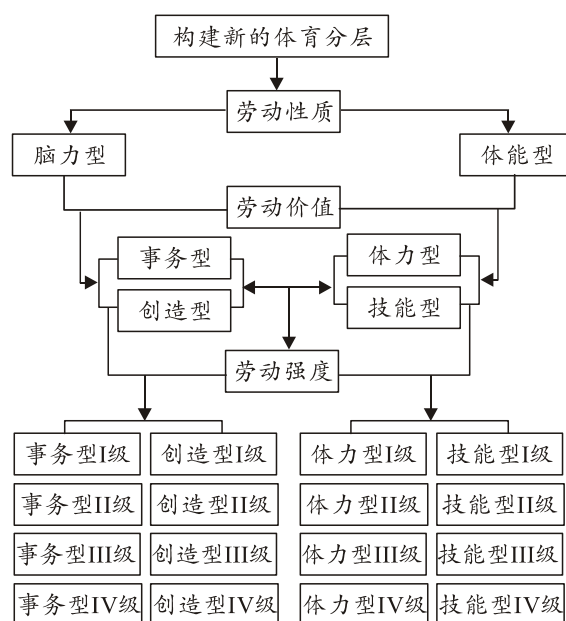 构建新的体育分层
劳动性质
脑力型
体能型
劳动价值
事务型
体力型
创造型
技能型
劳动强度
事务型I级
创造型I级
体力型I级
技能型I级
事务型II级
创造型II级
体力型II级
技能型II级
事务型III级
创造型III级
体力型III级
技能型III级
事务型IV级
创造型IV级
体力型IV级
技能型IV级